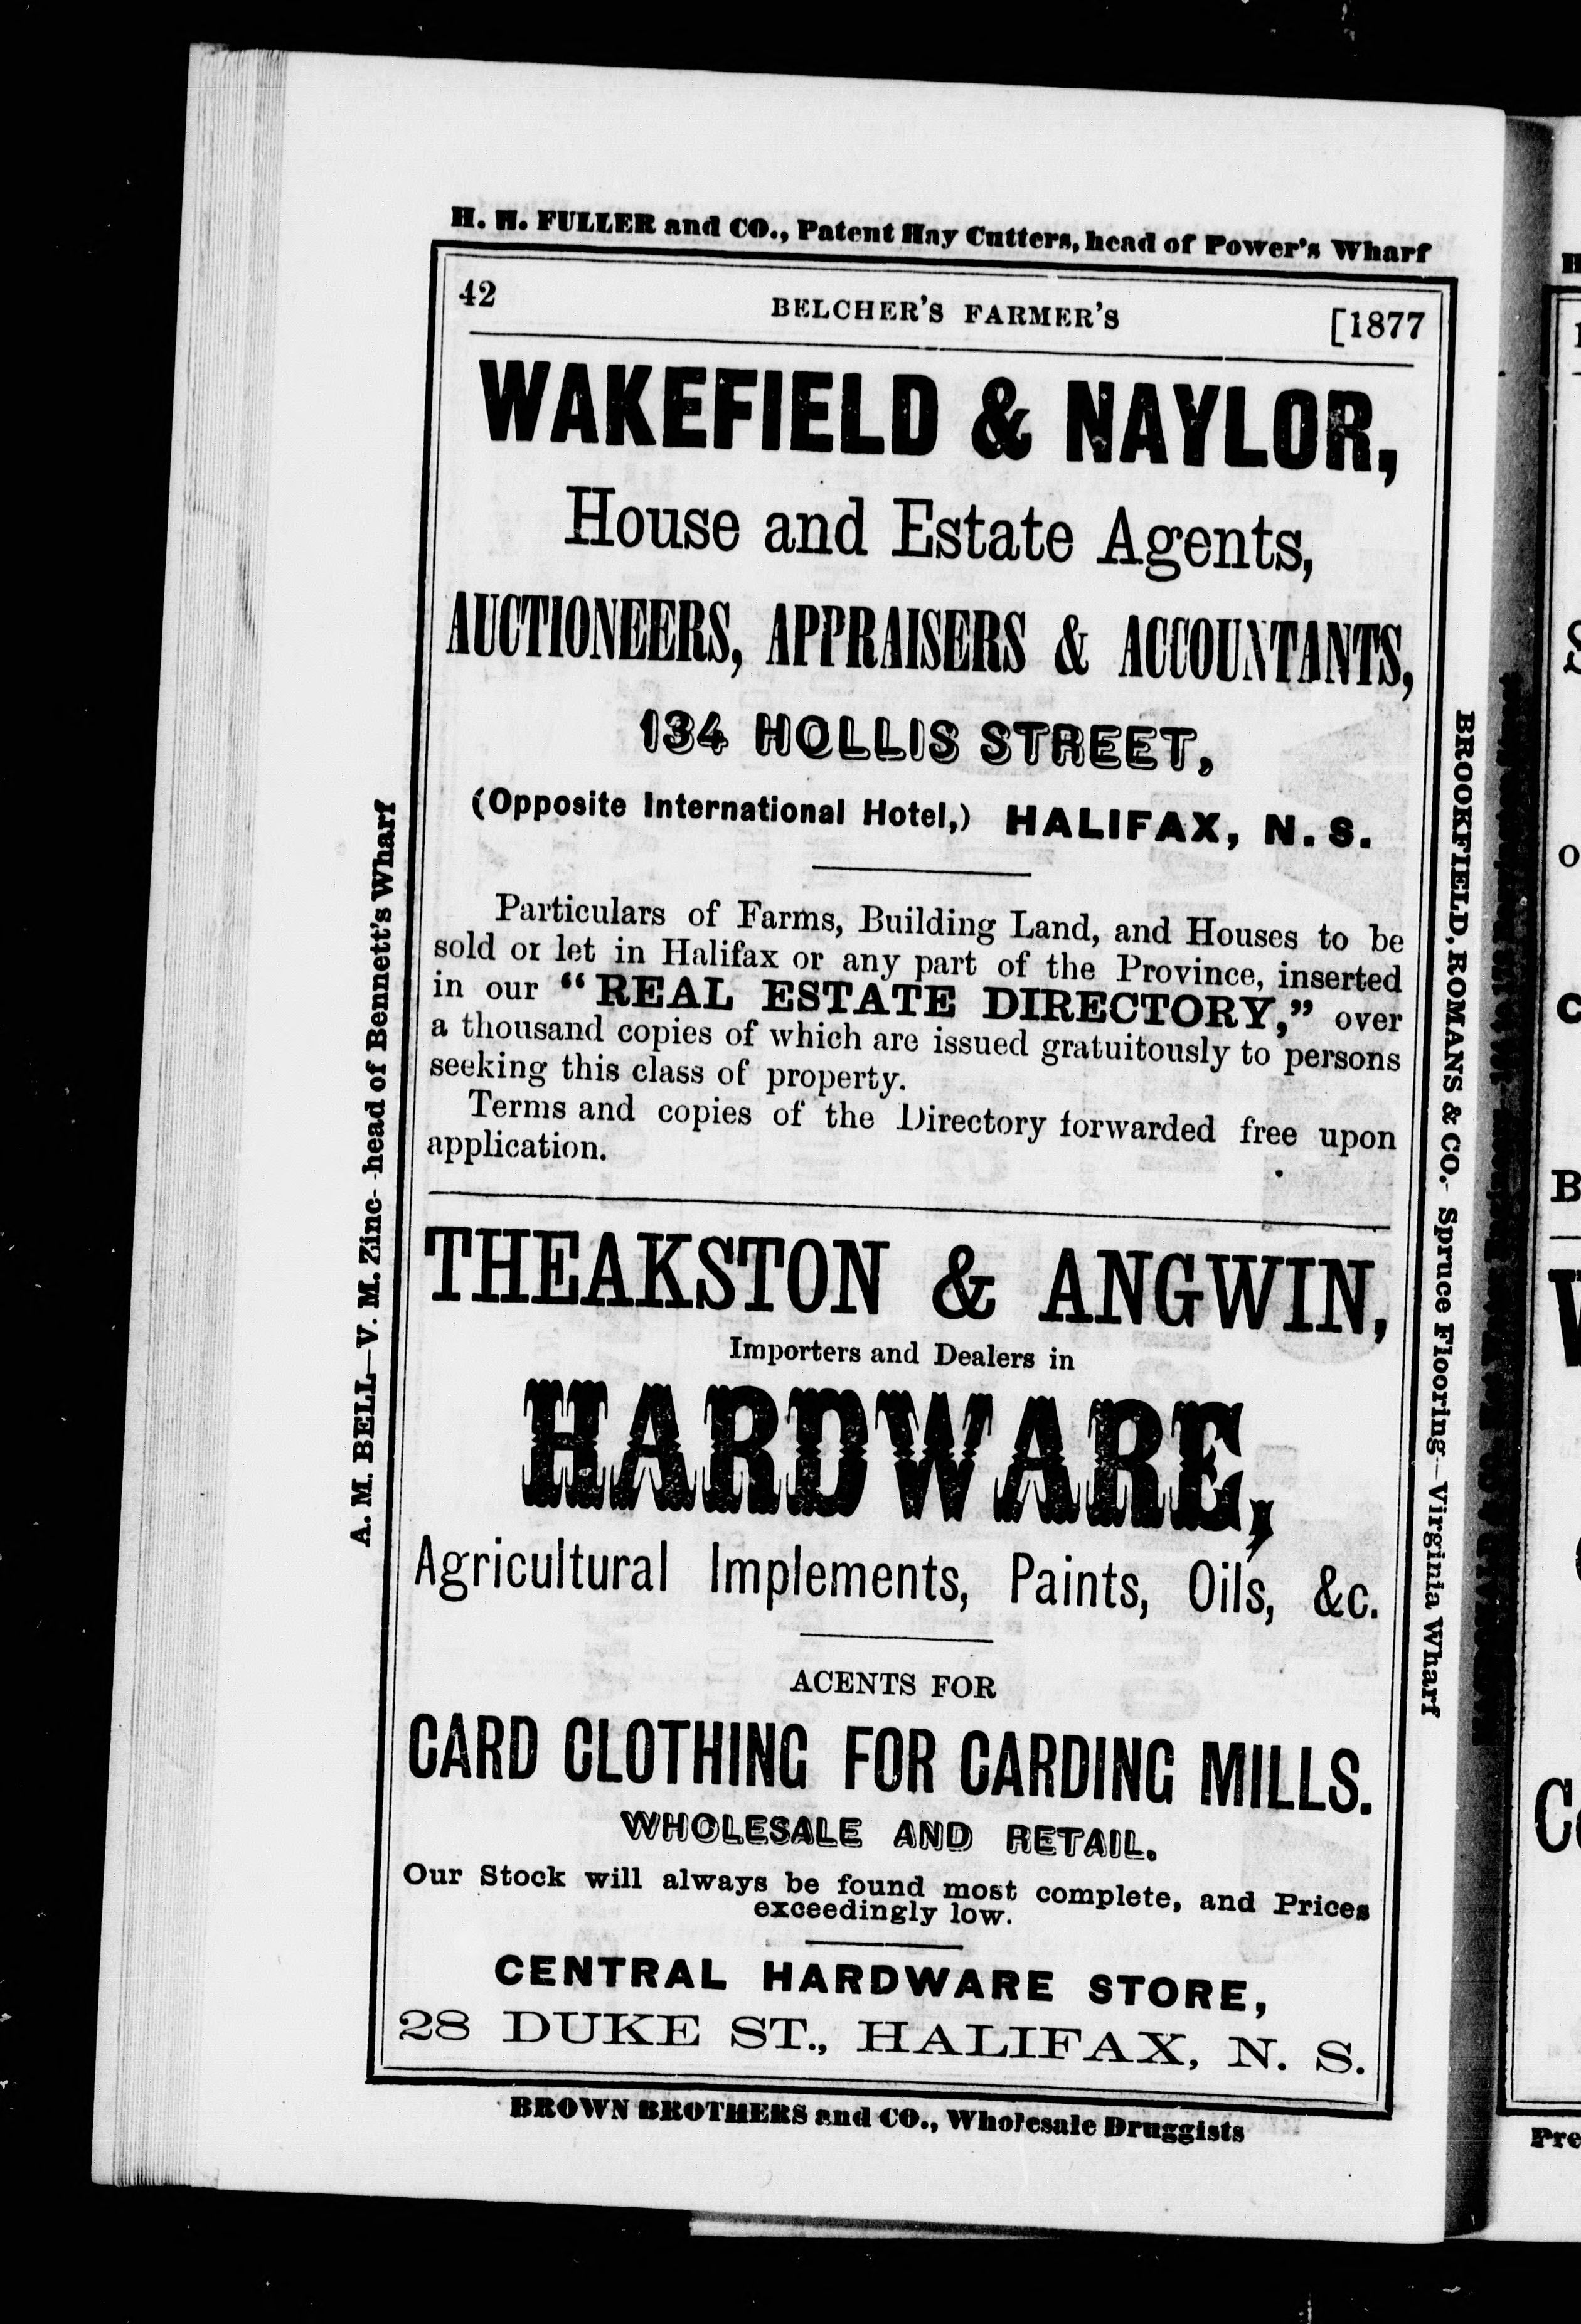 H. H. FULLER and CO., Patent Hay Cutters, head of Power's Wharf
42 BELCHER'S FARMER'S [1877
WAKEFIELD & NAYLOR,
House and Estate Agents,
AUCTIONEERS, APPRAISERS & ACCOUNTANTS,
134 HOLLIS STREET,
(Opposite International Hotel,) HALIFAX, N. S.
Particulars of Farms, Building Land, and Houses to be
sold or let in Halifax or any part of the Province, inserted
in our "REAL ESTATE DIRECTORY," over
a thousand copies of which are issued gratuitously to persons
seeking this class of property.
Terms and copies of the Directory forwarded free upon
application.
THEAKSTON & ANGWIN,
Importers and Dealers in
HARDWARE,
Agricultural Implements, Paints, Oils, &c.
ACENTS FOR
CARD CLOTHING FOR CARDING MILLS.
WHOLESALE AND RETAIL.
Our Stock will always be found most complete, and Prices
exceedingly low.
CENTRAL HARDWARE STORE,
28 DUKE ST., HALIFAX, N. S.
BROWN BROTHERS and CO., Wholesale Druggists
A. M. BELL—V. M. Zinc--head of Bennett's Wharf
BROOKFIELD, ROMANS & CO.- Spruce Flooring—Virginia Wharf